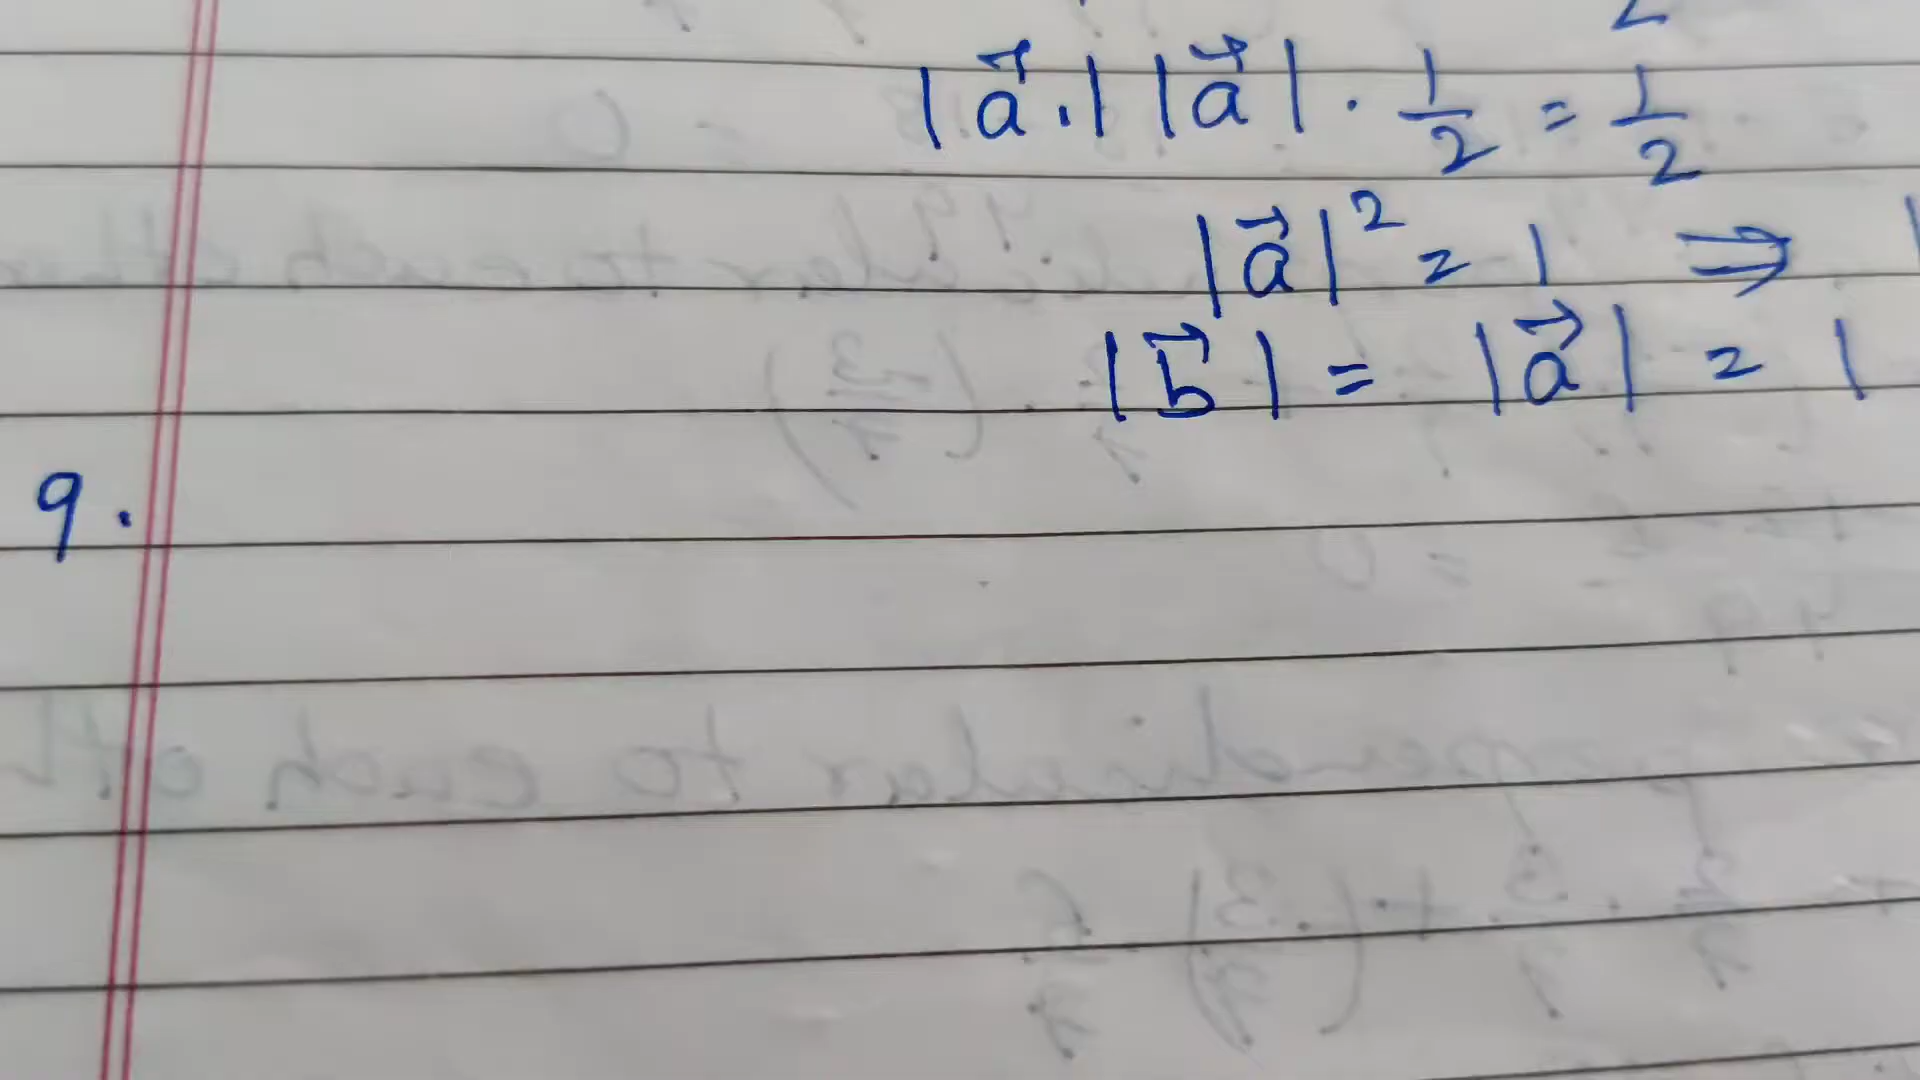 |a⃗.| |a⃗| . 1/2 = 1/2
|a⃗|² = 1 ⇒ |
|b⃗| = |a⃗| = 1
9.